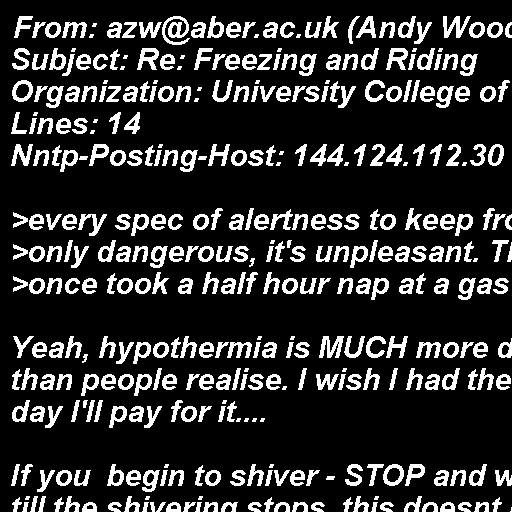 From: azw@aber.ac.uk (Andy Wood
Subject: Re: Freezing and Riding
Organization: University College of
Lines: 14
Nntp-Posting-Host: 144.124.112.30

>every spec of alertness to keep
>only dangerous, it's unpleasant.
>once took a half hour nap at a gas

Yeah, hypothermia is MUCH more
than people realise. I wish I had the
day I'll pay for it....

If you  begin to shiver - STOP and
till the shivering stops, this doesnt